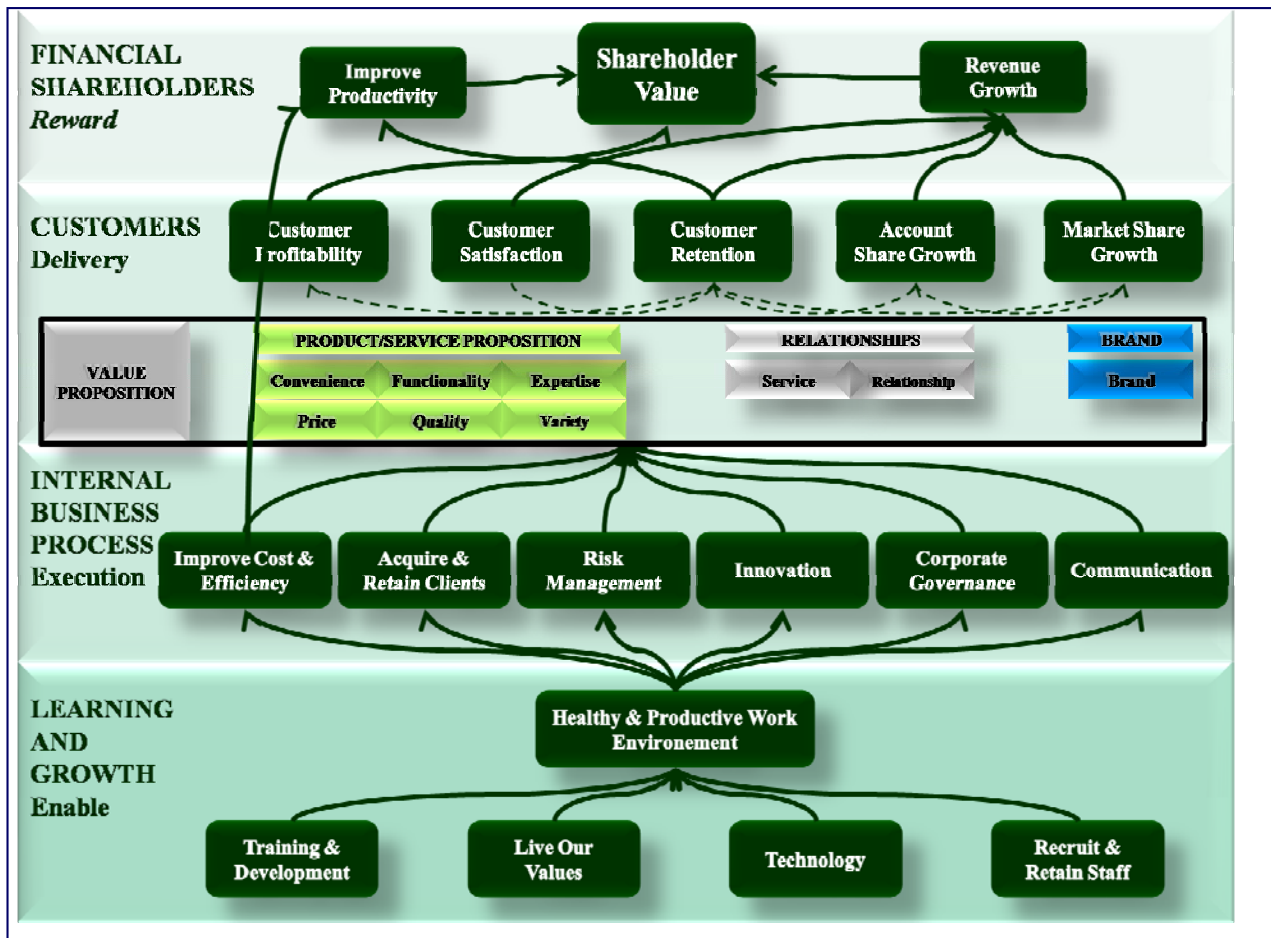 FINANCIAL
SHAREHOLDERS
Reward
Improve
Productivity
Shareholder
Value
Revenue
Growth
CUSTOMERS
Delivery
Customer
Profitability
Customer
Satisfaction
Customer
Retention
Account
Share Growth
Market Share
Growth
VALUE
PROPOSITION
PRODUCT/SERVICE PROPOSITION
Convenience
Functionality
Expertise
Price
Quality
Variety
RELATIONSHIPS
Service
Relationship
BRAND
Brand
INTERNAL
BUSINESS
PROCESS
Execution
Improve Cost &
Efficiency
Acquire &
Retain Clients
Risk
Management
Innovation
Corporate
Governance
Communication
LEARNING
AND
GROWTH
Enable
Healthy & Productive Work
Environement
Training &
Development
Live Our
Values
Technology
Recruit &
Retain Staff